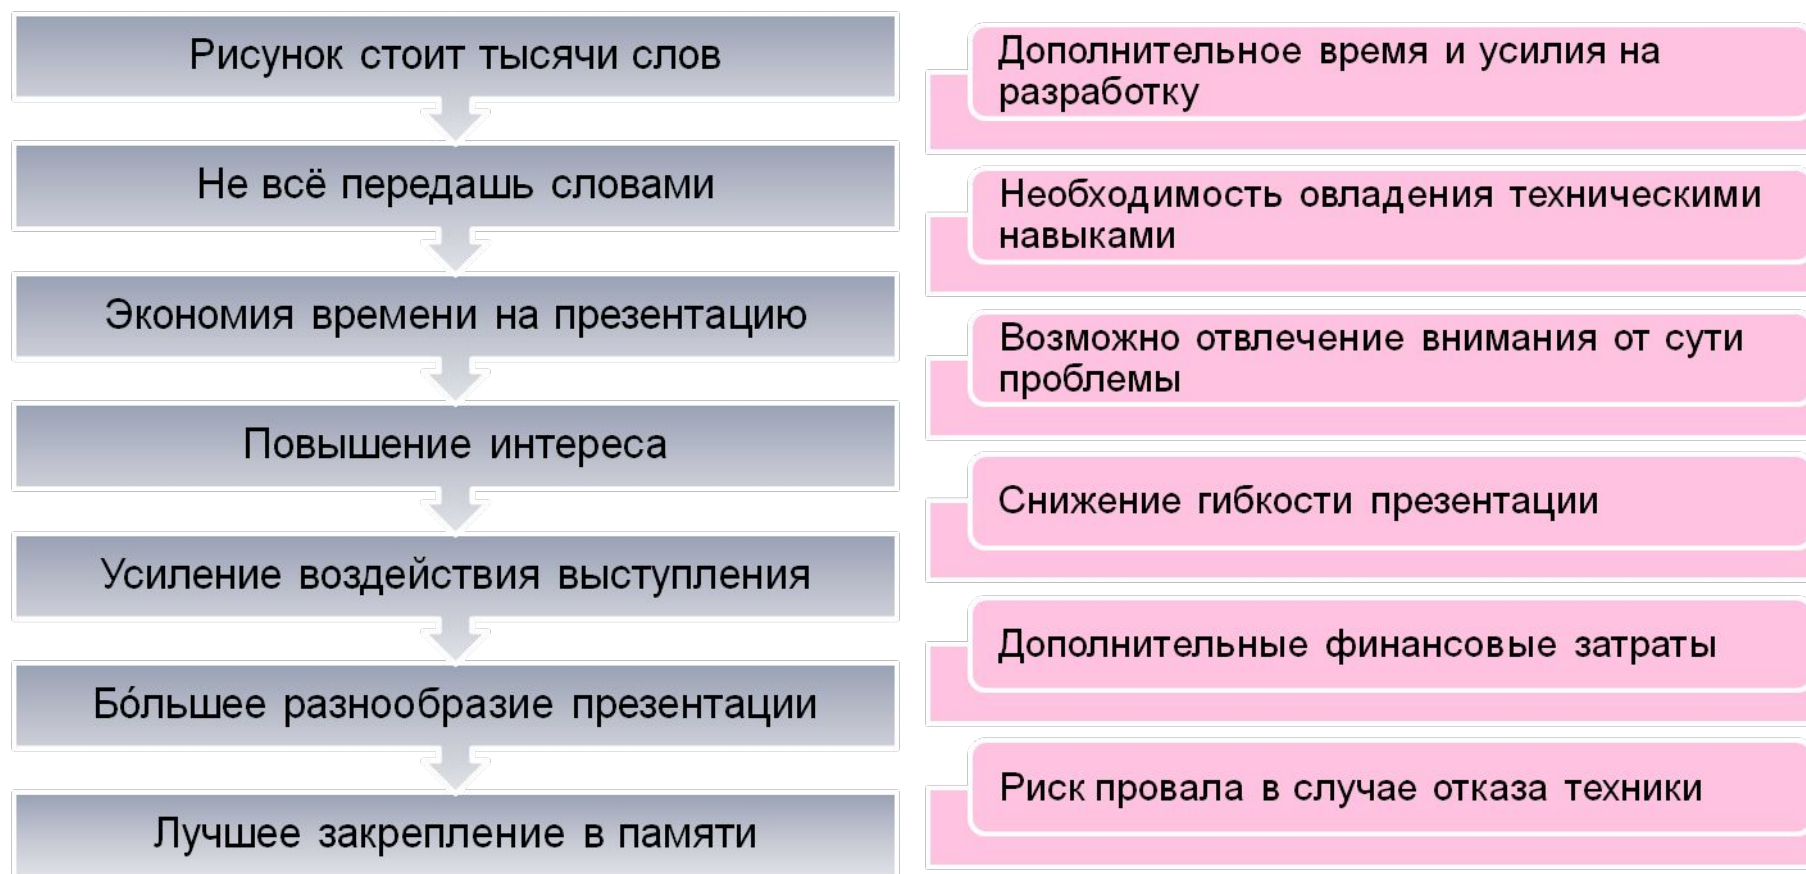 Рисунок стоит тысячи слов
Не всё передашь словами
Экономия времени на презентацию
Повышение интереса
Усиление воздействия выступления
Бо́льшее разнообразие презентации
Лучшее закрепление в памяти
Дополнительное время и усилия на
разработку
Необходимость овладения техническими
навыками
Возможно отвлечение внимания от сути
проблемы
Снижение гибкости презентации
Дополнительные финансовые затраты
Риск провала в случае отказа техники